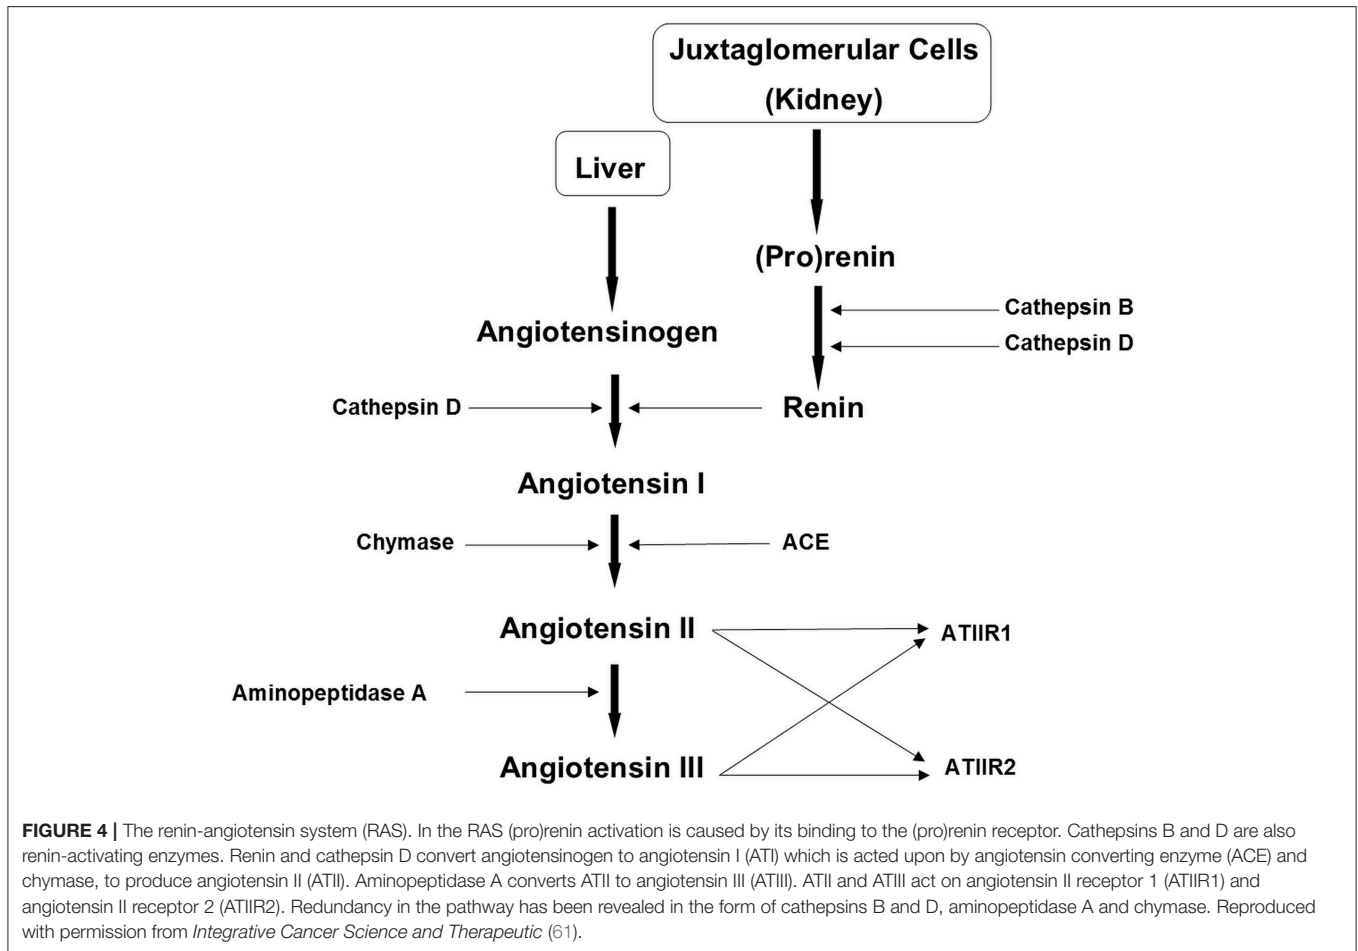 Juxtaglomerular Cells
(Kidney)
Liver
(Pro)renin
Cathepsin B
Angiotensinogen
Cathepsin D
Cathepsin D
Renin
Angiotensin I
Chymase
ACE
Angiotensin II
ATIIR1
Aminopeptidase A
Angiotensin III
ATIIR2
FIGURE 4 | The renin-angiotensin system (RAS). In the RAS (pro)renin activation is caused by its binding to the (pro)renin receptor. Cathepsins B and D are also
renin-activating enzymes. Renin and cathepsin D convert angiotensinogen to angiotensin I (ATI) which is acted upon by angiotensin converting enzyme (ACE) and
chymase, to produce angiotensin II (ATII). Aminopeptidase A converts ATII to angiotensin III (ATIII). ATII and ATIII act on angiotensin II receptor 1 (ATIIR1) and
angiotensin II receptor 2 (ATIIR2). Redundancy in the pathway has been revealed in the form of cathepsins B and D, aminopeptidase A and chymase. Reproduced
with permission from Integrative Cancer Science and Therapeutic (61).